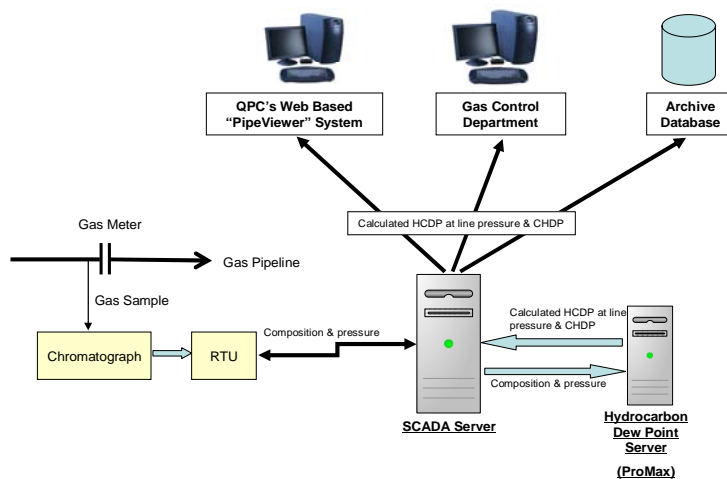 QPC's Web Based
“PipeViewer” System
Gas Control
Department
Archive
Database
Calculated HCDP at line pressure & CHDP
Gas Meter
Gas Pipeline
Gas Sample
Chromatograph
RTU
Composition & pressure
Calculated HCDP at line
pressure & CHDP
Composition & pressure
SCADA Server
Hydrocarbon
Dew Point
Server
(ProMax)